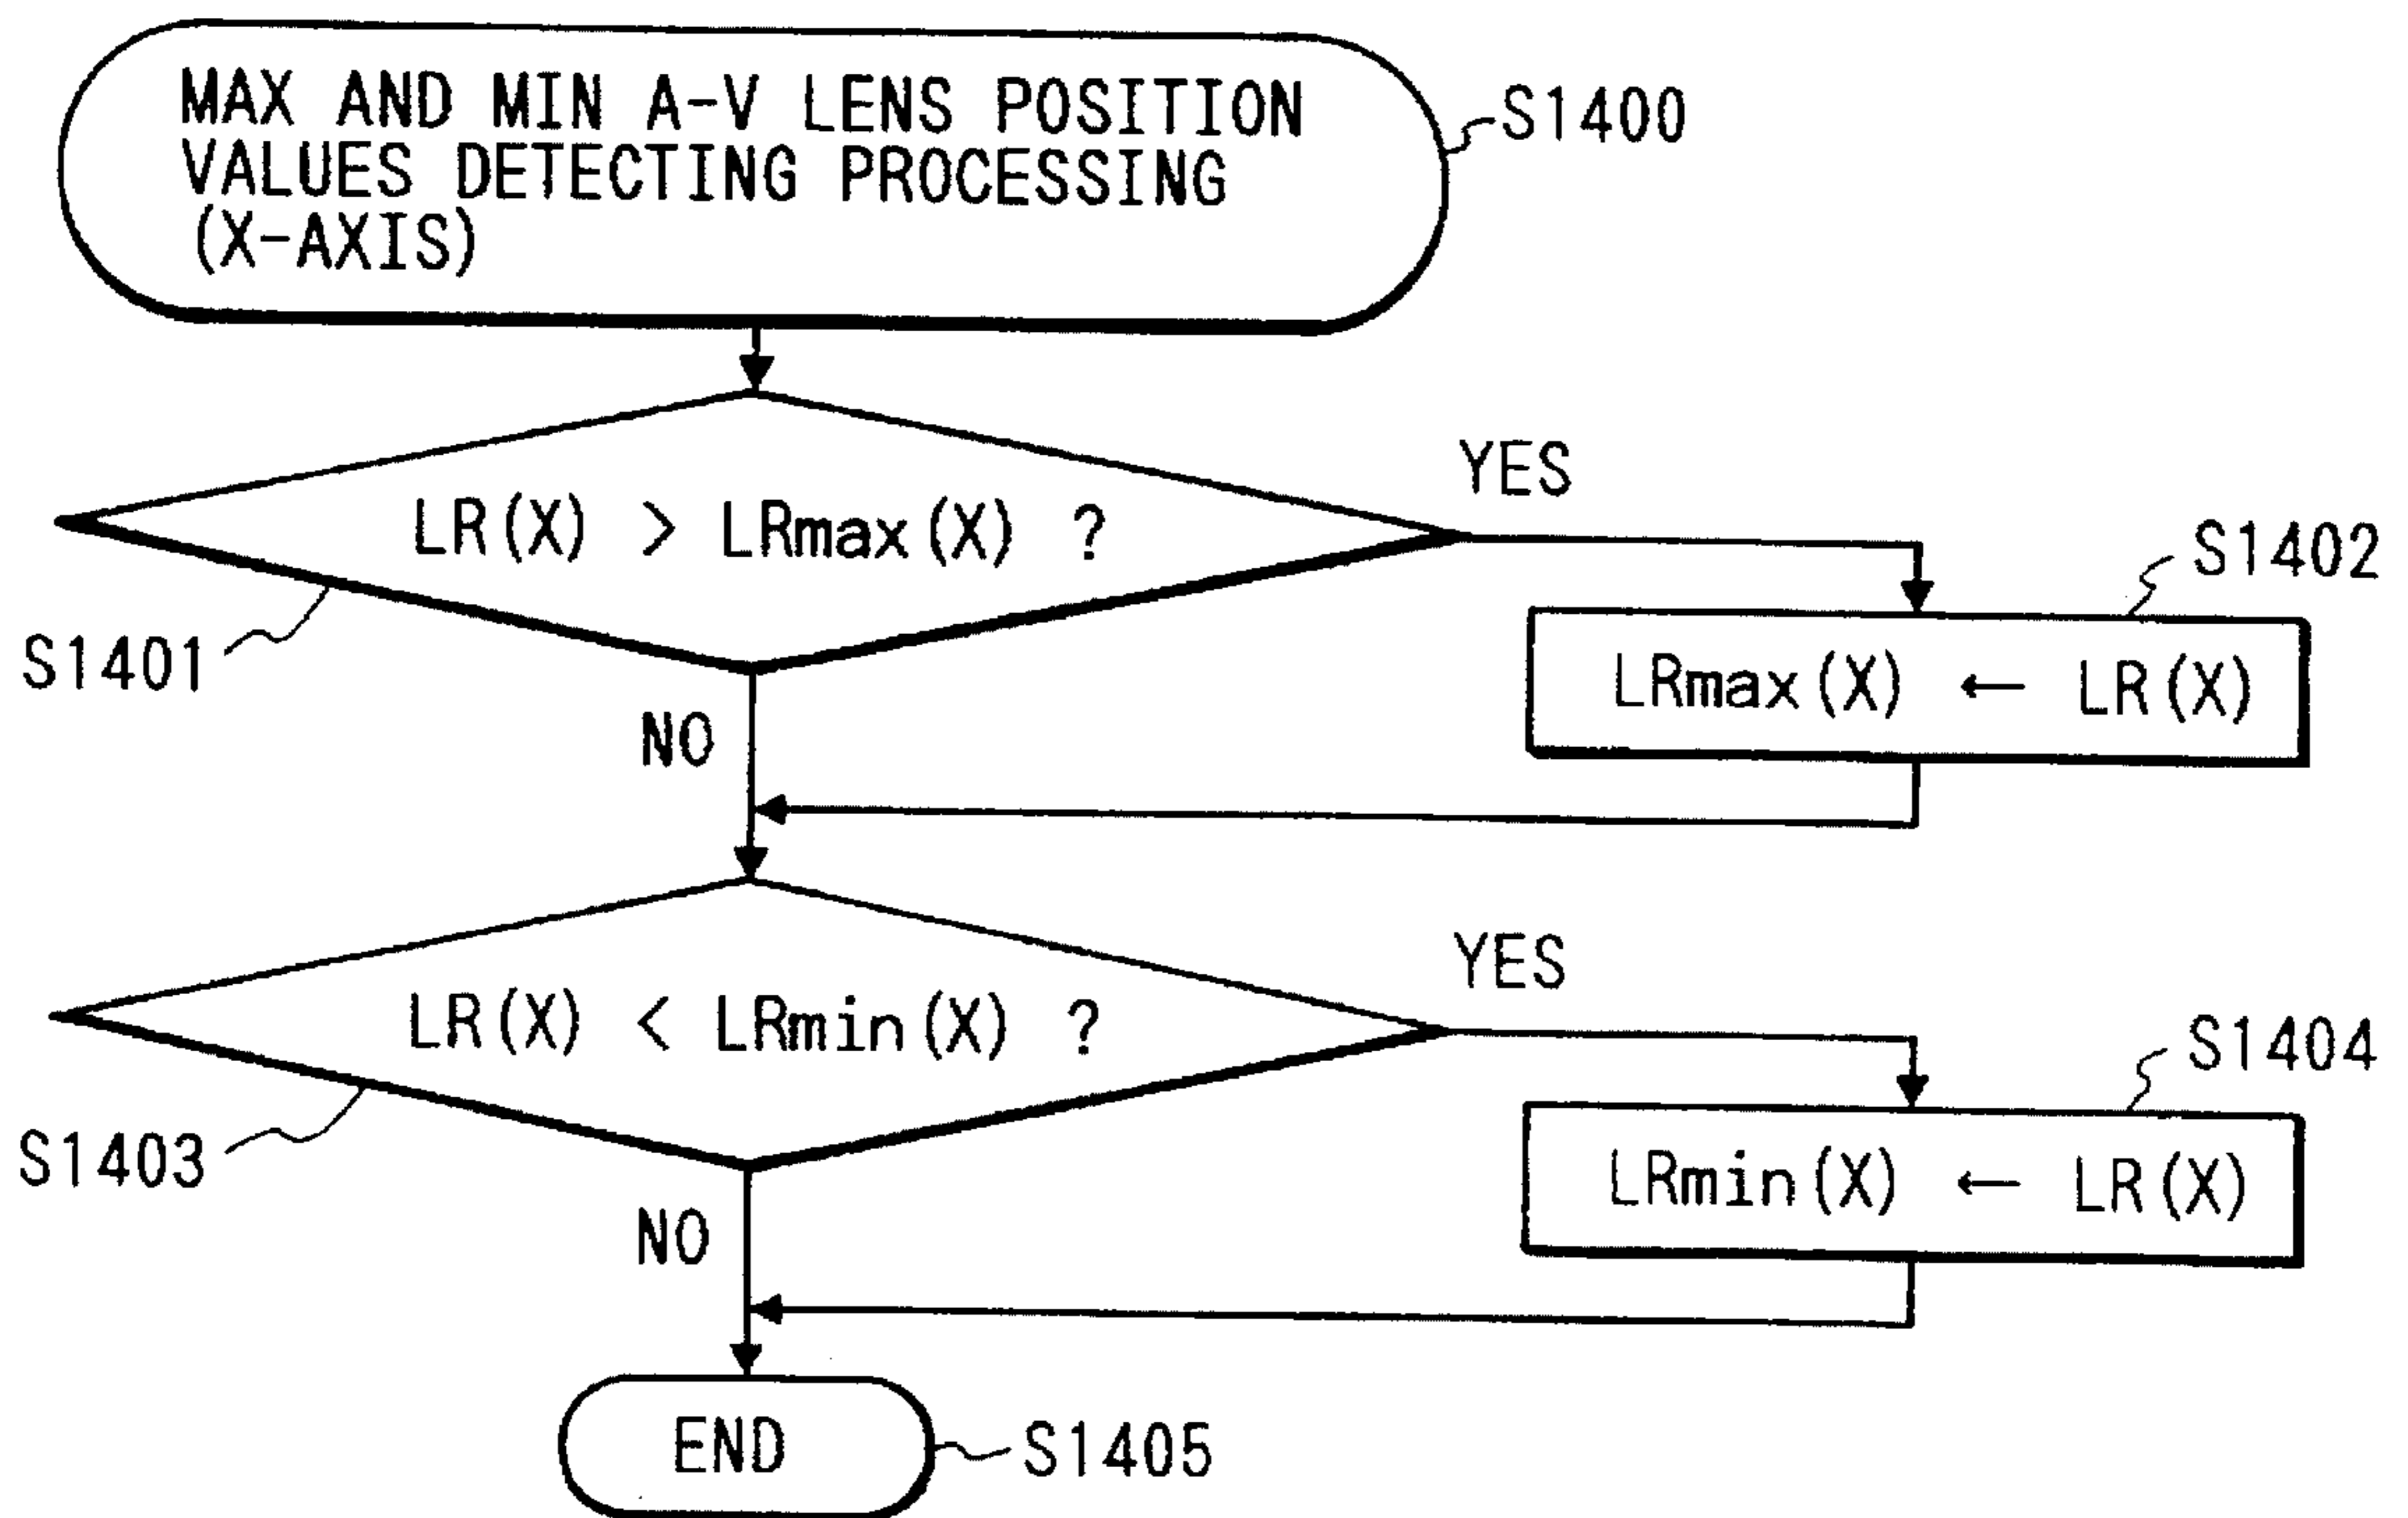 MAX AND MIN A-V LENS POSITION
VALUES DETECTING PROCESSING
(X-AXIS)
S1400
LR(X) > LRmax(X) ?
YES
S1401
S1402
LRmax(X) ← LR(X)
NO
LR(X) < LRmin(X) ?
YES
S1403
S1404
LRmin(X) ← LR(X)
NO
END
S1405